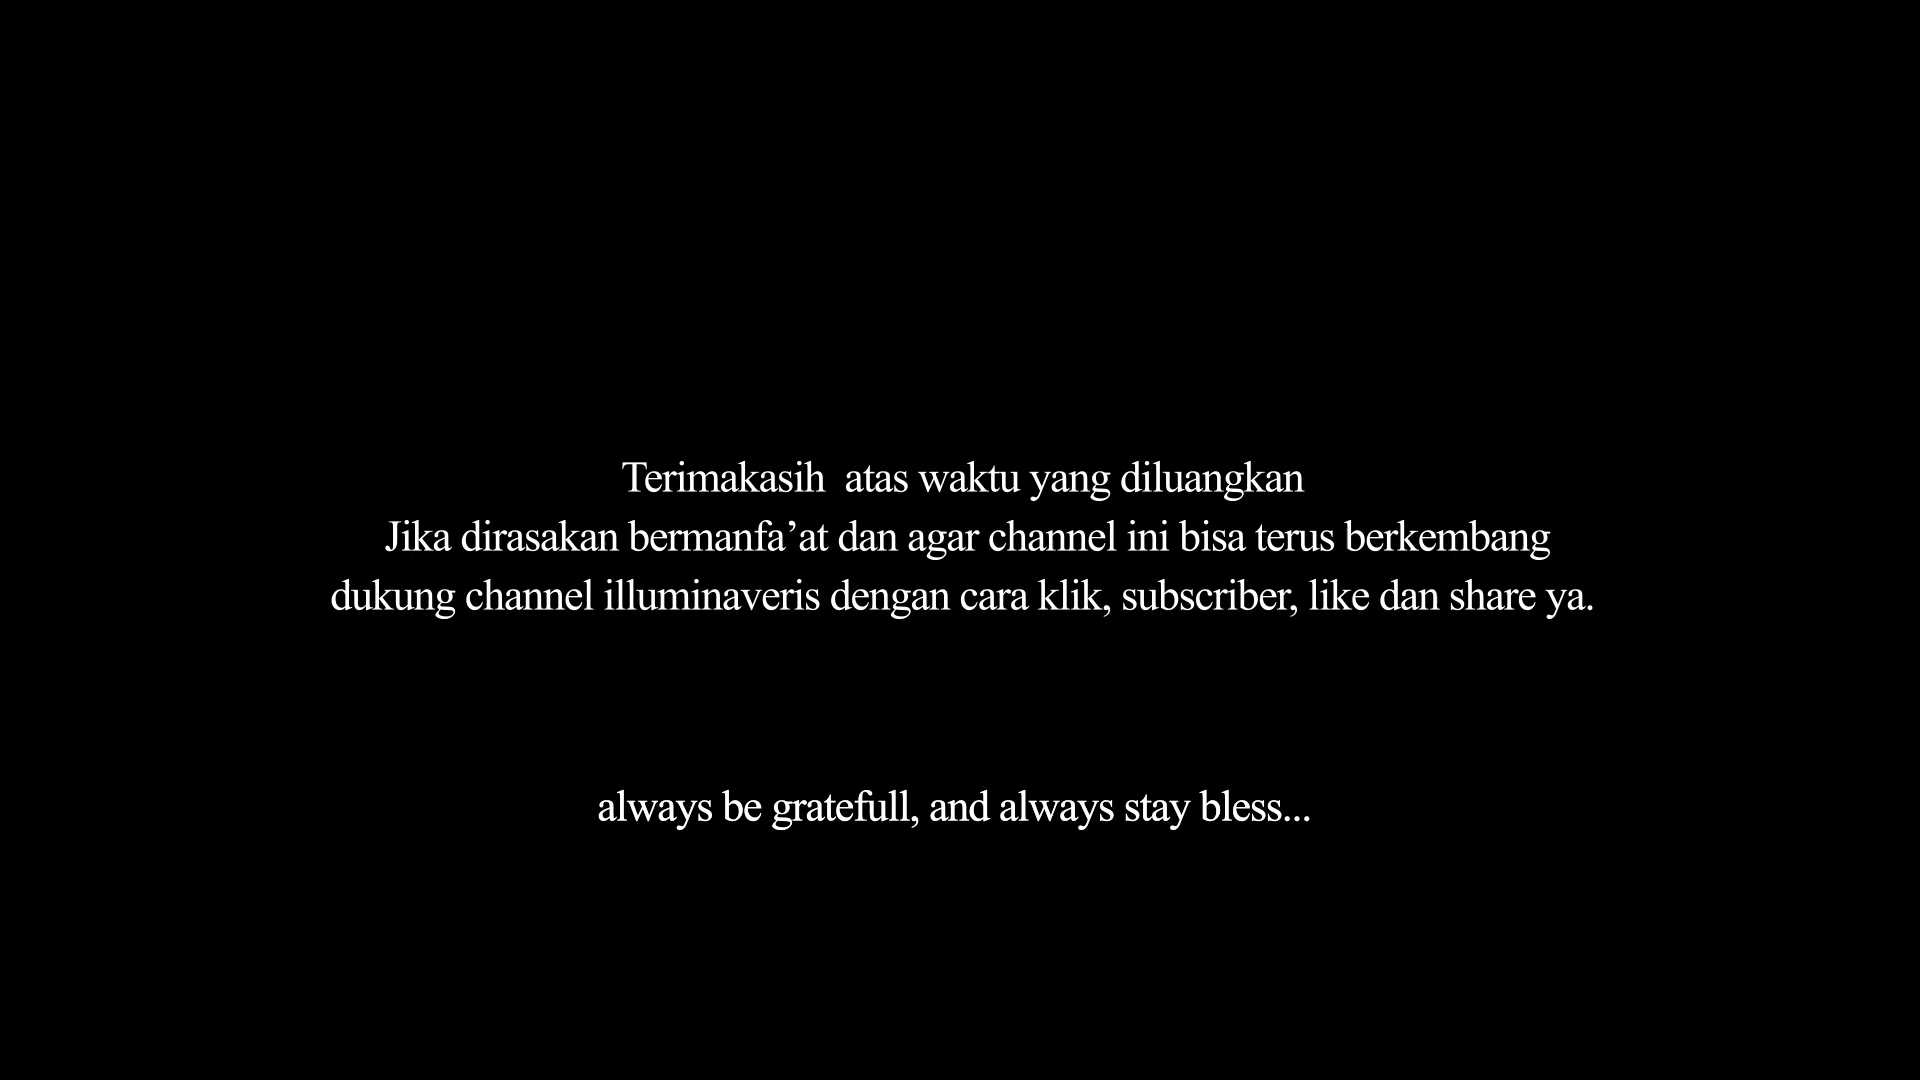 Terimakasih  atas waktu yang diluangkan
Jika dirasakan bermanfa’at dan agar channel ini bisa terus berkembang
dukung channel illuminaveris dengan cara klik, subscriber, like dan share ya.
always be gratefull, and always stay bless...